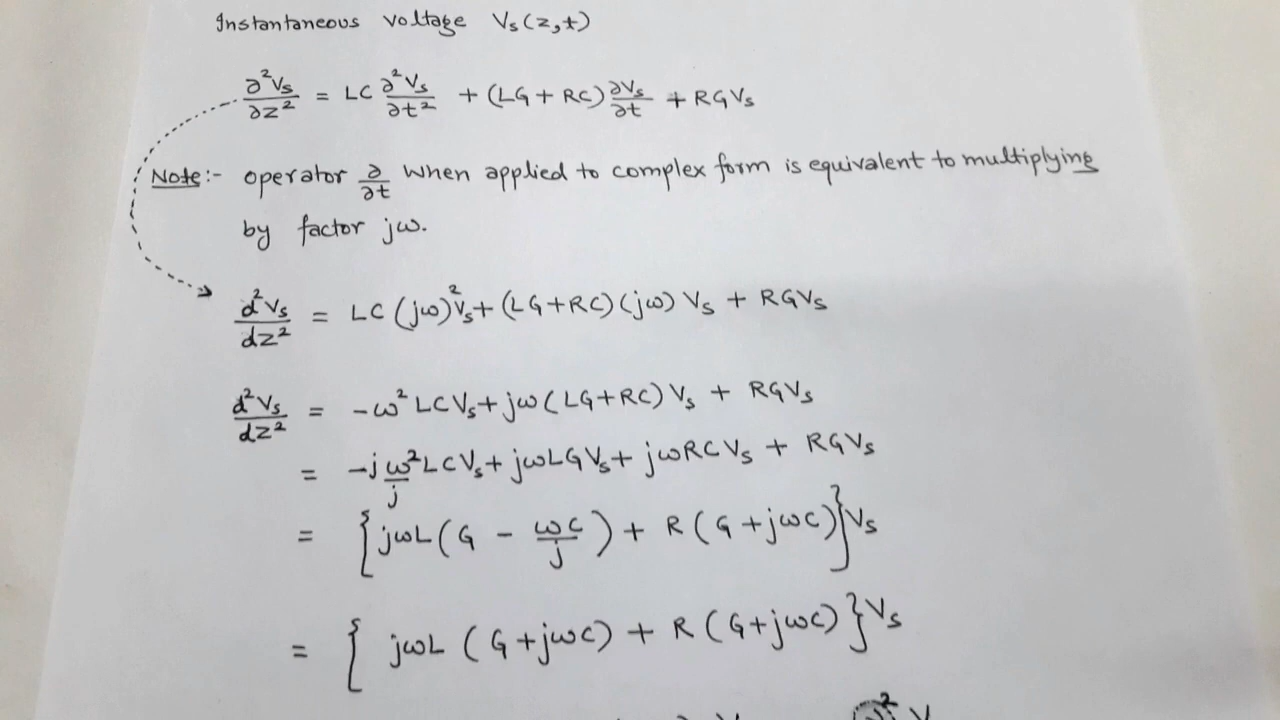 Instantaneous voltage Vs(z,t)
∂²Vs/∂z² = LC ∂²Vs/∂t² + (LG + RC) ∂Vs/∂t + RGVs
Note:- operator ∂/∂t when applied to complex form is equivalent to multiplying
by factor jω.
d²Vs/dz² = LC (jω)²Vs + (LG+RC)(jω) Vs + RGVs
d²Vs/dz² = -ω² LCVs + jω(LG+RC) Vs + RGVs
= -j ω²/j LCVs + jωLGVs + jωRCVs + RGVs
= {jωL(G - ωC/j) + R(G+jωC)}Vs
= { jωL (G+jωC) + R (G+jωC) }Vs